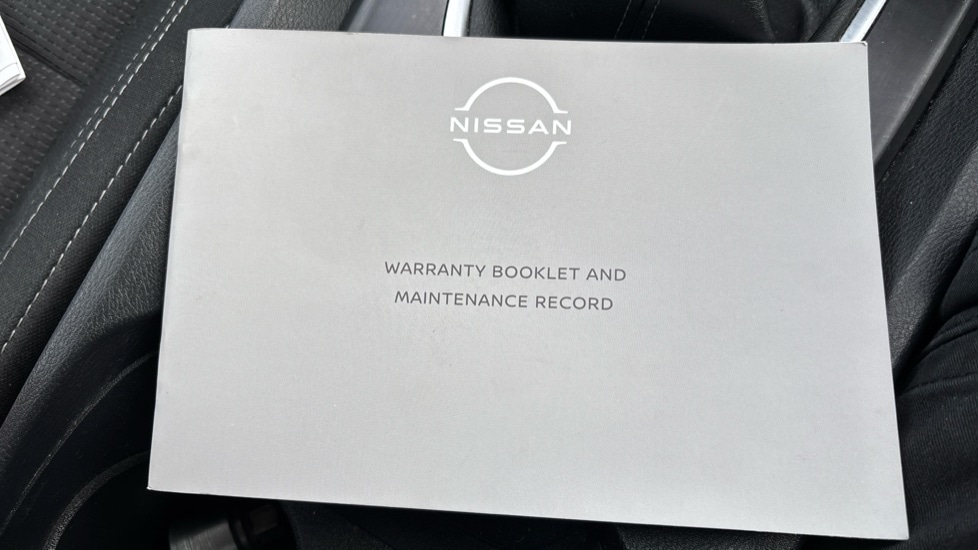 NISSAN
WARRANTY BOOKLET AND
MAINTENANCE RECORD